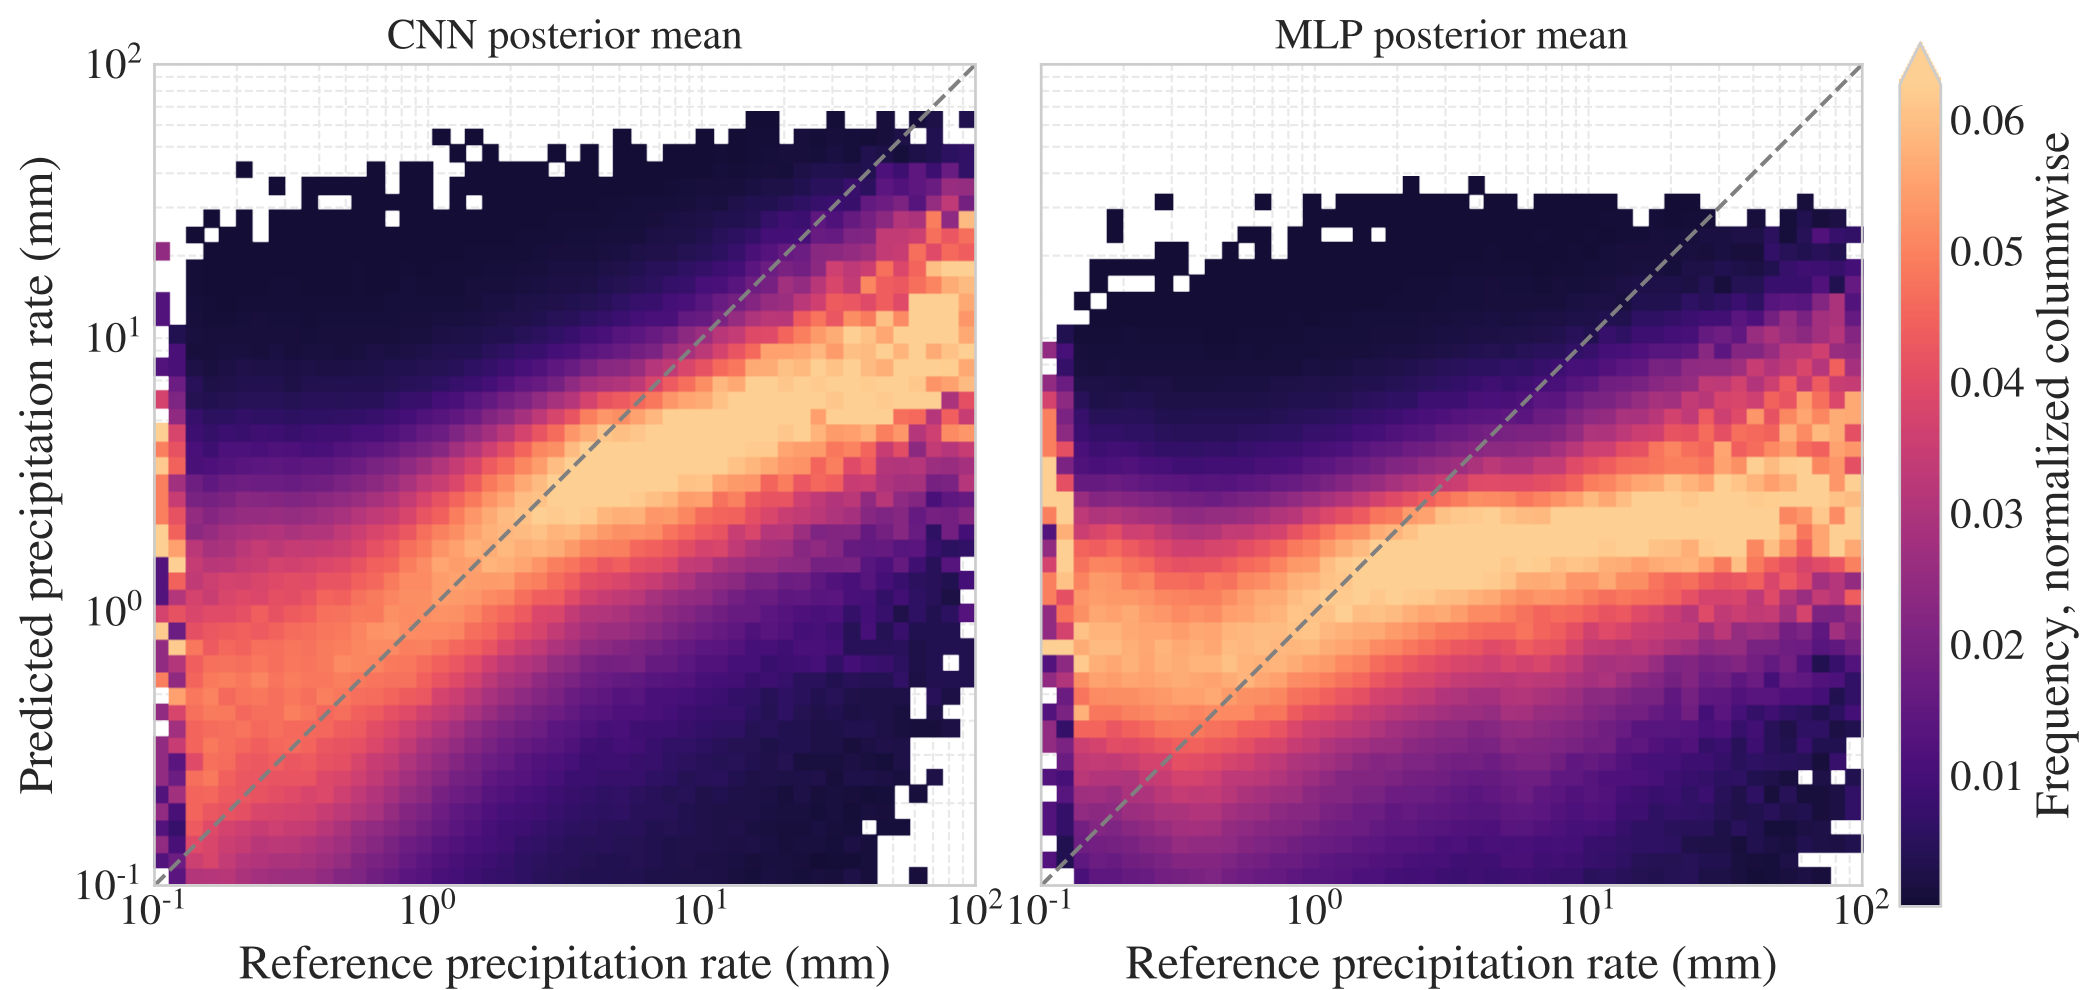 CNN posterior mean
MLP posterior mean
Predicted precipitation rate (mm)
10²
10¹
10⁰
10⁻¹
10⁻¹ 10⁰ 10¹ 10²
10⁻¹ 10⁰ 10¹ 10²
Reference precipitation rate (mm)
Reference precipitation rate (mm)
0.06
0.05
0.04
0.03
0.02
0.01
Frequency, normalized columnwise